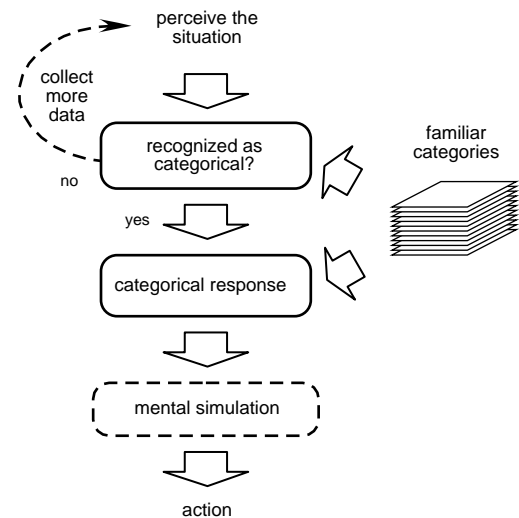 perceive the
situation
collect
more
data
recognized as
categorical?
familiar
categories
no
yes
categorical response
mental simulation
action